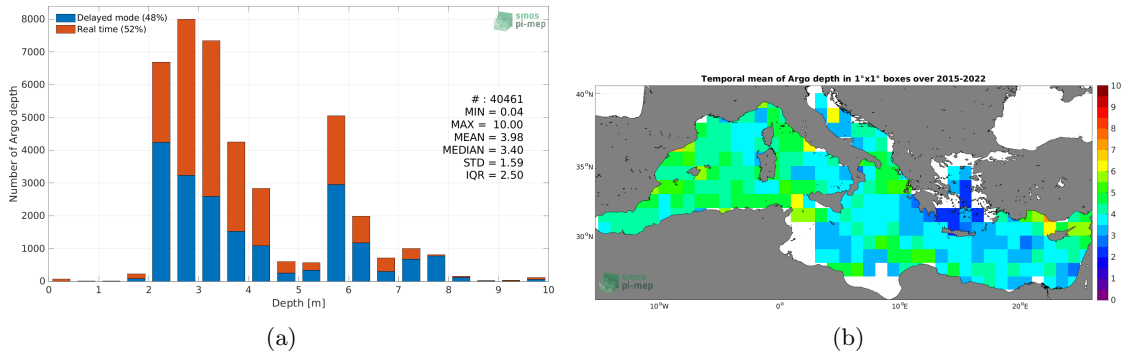 Delayed mode (48%)
Real time (52%)
smos
pi-mep
8000
7000
6000
5000
4000
3000
2000
1000
0
Number of Argo depth
# : 40461
MIN = 0.04
MAX = 10.00
MEAN = 3.98
MEDIAN = 3.40
STD = 1.59
IQR = 2.50
0 1 2 3 4 5 6 7 8 9 10
Depth [m]
(a)
Temporal mean of Argo depth in 1°x1° boxes over 2015-2022
40°N
35°N
30°N
10°W 0° 10°E 20°E
smos
pi-mep
10
9
8
7
6
5
4
3
2
1
0
(b)